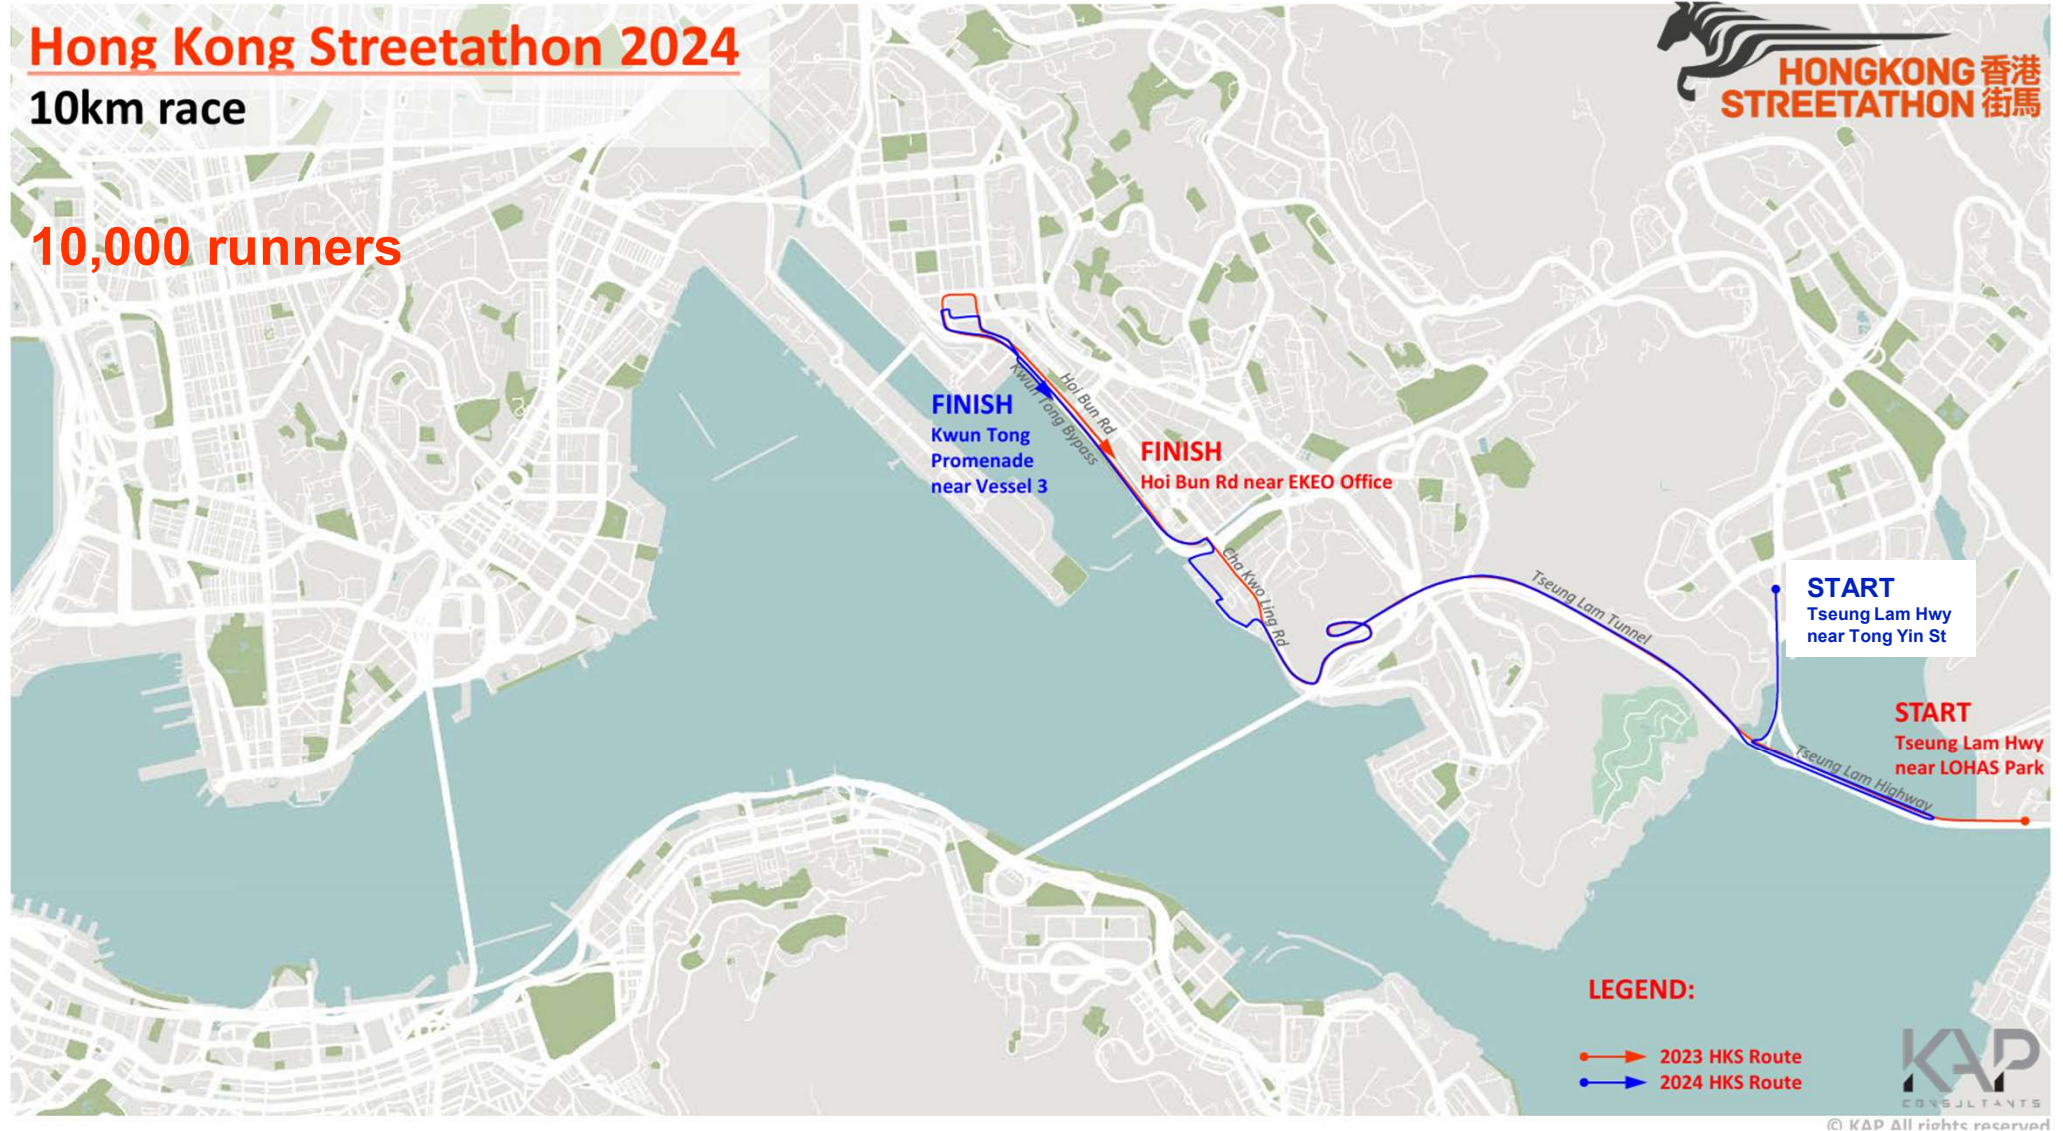 Hong Kong Streetathon 2024
10km race
HONGKONG 香港
STREETATHON 街馬
10,000 runners
Hoi Bun Rd
Kwun Tong Bypass
FINISH
Kwun Tong
Promenade
near Vessel 3
FINISH
Hoi Bun Rd near EKEO Office
Cha Kwo Ling Rd
Tseung Lam Tunnel
START
Tseung Lam Hwy
near Tong Yin St
START
Tseung Lam Hwy
near LOHAS Park
Tseung Lam Highway
LEGEND:
2023 HKS Route
2024 HKS Route
KAP
CONSULTANTS
© KAP All rights reserved